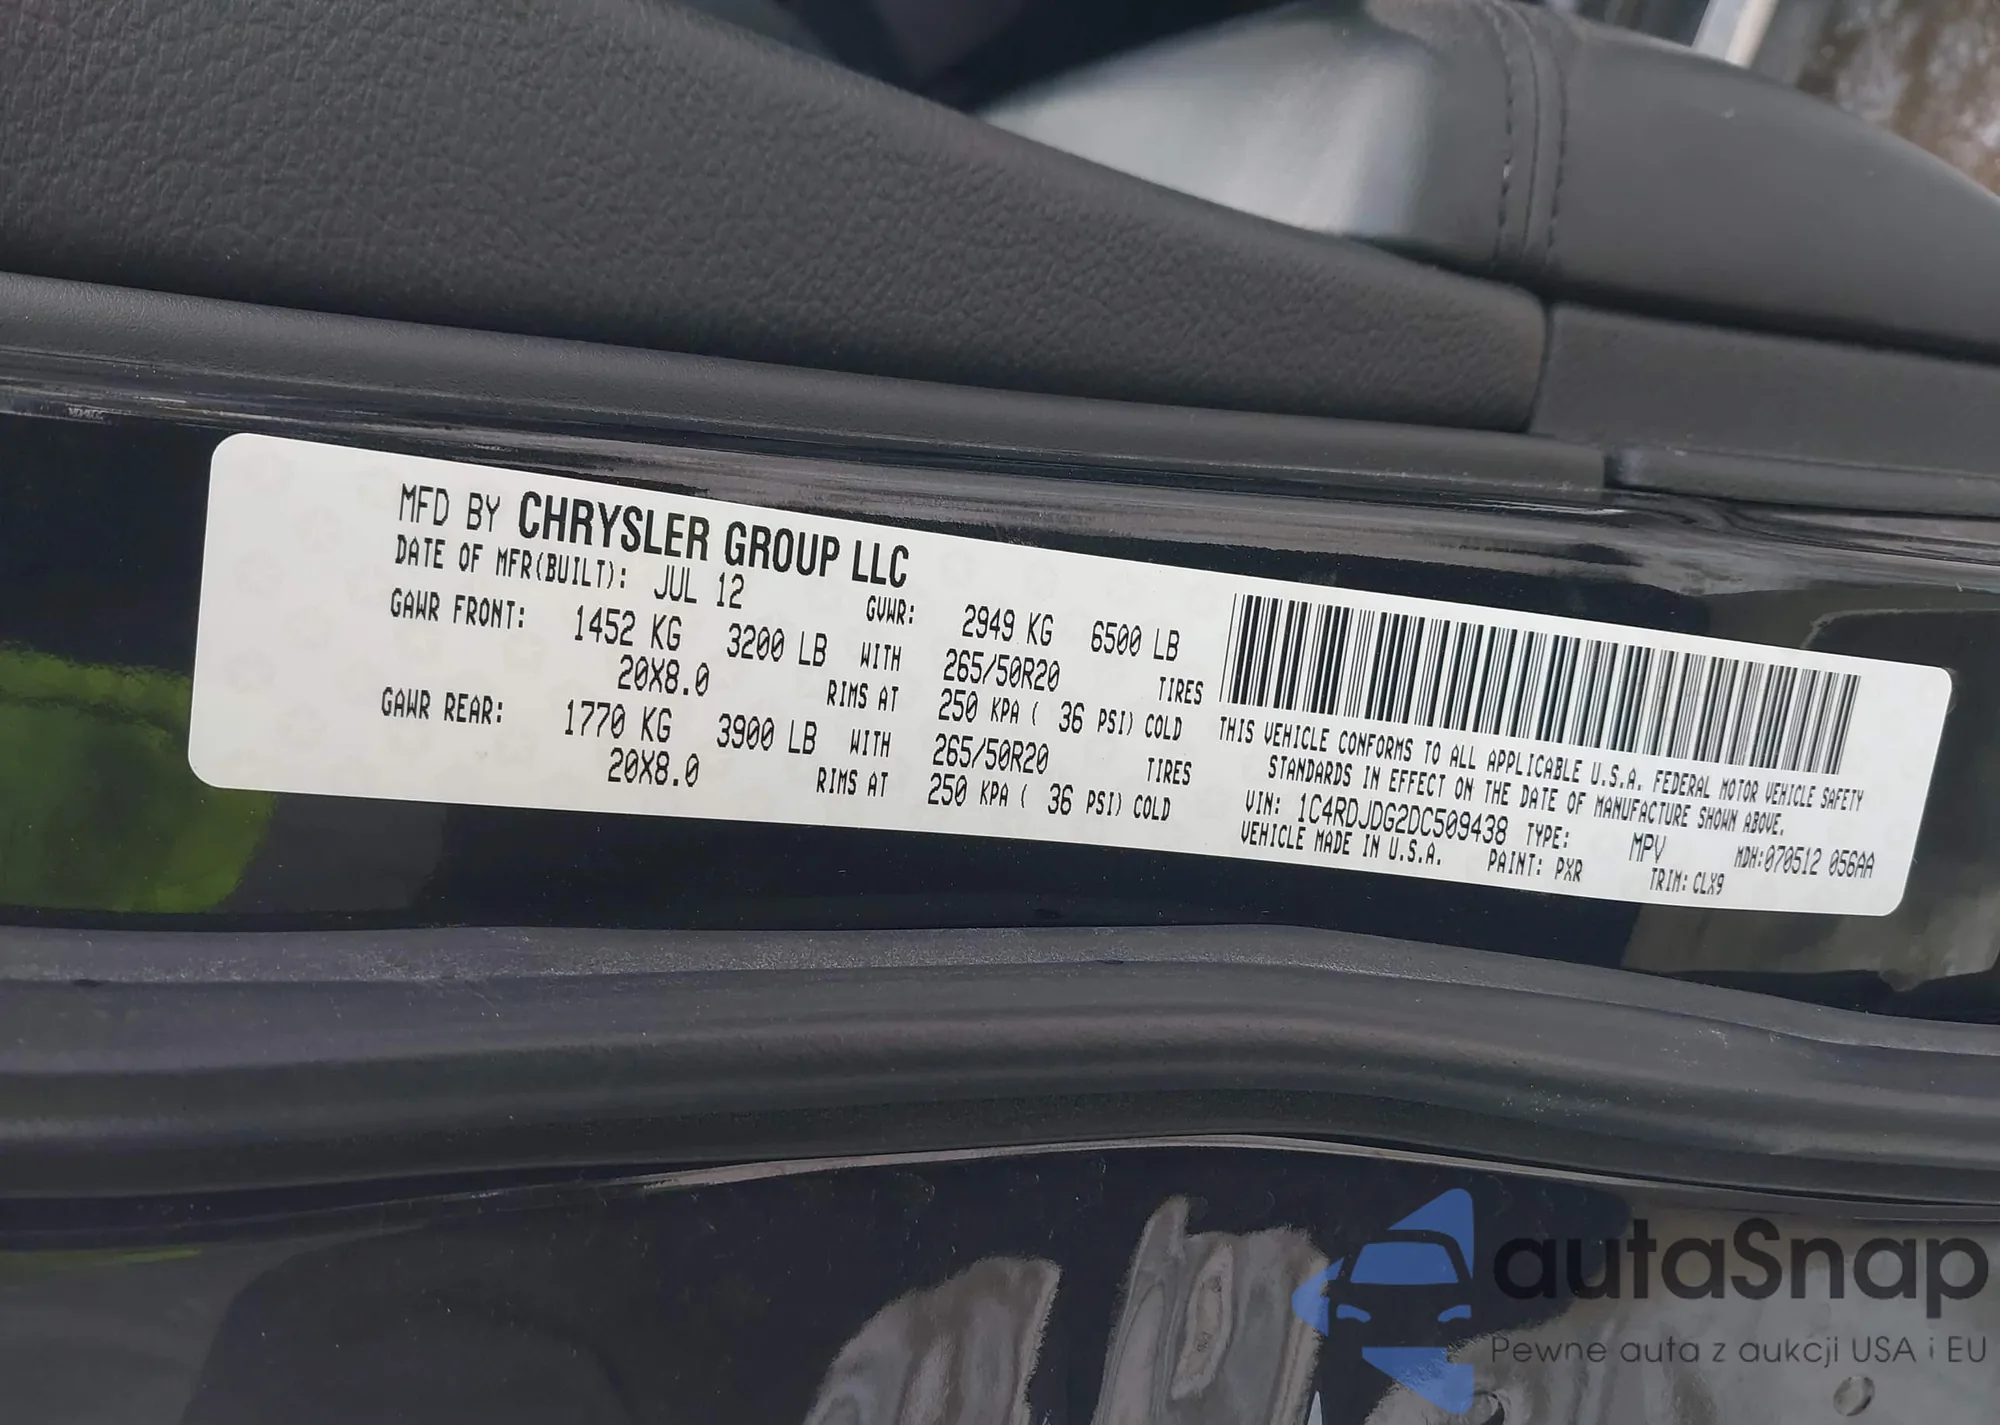 MFD BY CHRYSLER GROUP LLC
DATE OF MFR(BUILT): JUL 12 GVWR: 2949 KG 6500 LB
GAWR FRONT: 1452 KG 3200 LB WITH 265/50R20 TIRES
20X8.0 RIMS AT 250 KPA ( 36 PSI) COLD
GAWR REAR: 1770 KG 3900 LB WITH 265/50R20 TIRES
20X8.0 RIMS AT 250 KPA ( 36 PSI) COLD
THIS VEHICLE CONFORMS TO ALL APPLICABLE U.S.A. FEDERAL MOTOR VEHICLE SAFETY
STANDARDS IN EFFECT ON THE DATE OF MANUFACTURE SHOWN ABOVE.
VIN: 1C4RDJDG2DC509438 TYPE: MPV MDH:070512 056AA
VEHICLE MADE IN U.S.A. PAINT: PXR TRIM: CLX9
autaSnap
Pewne auta z aukcji USA i EU